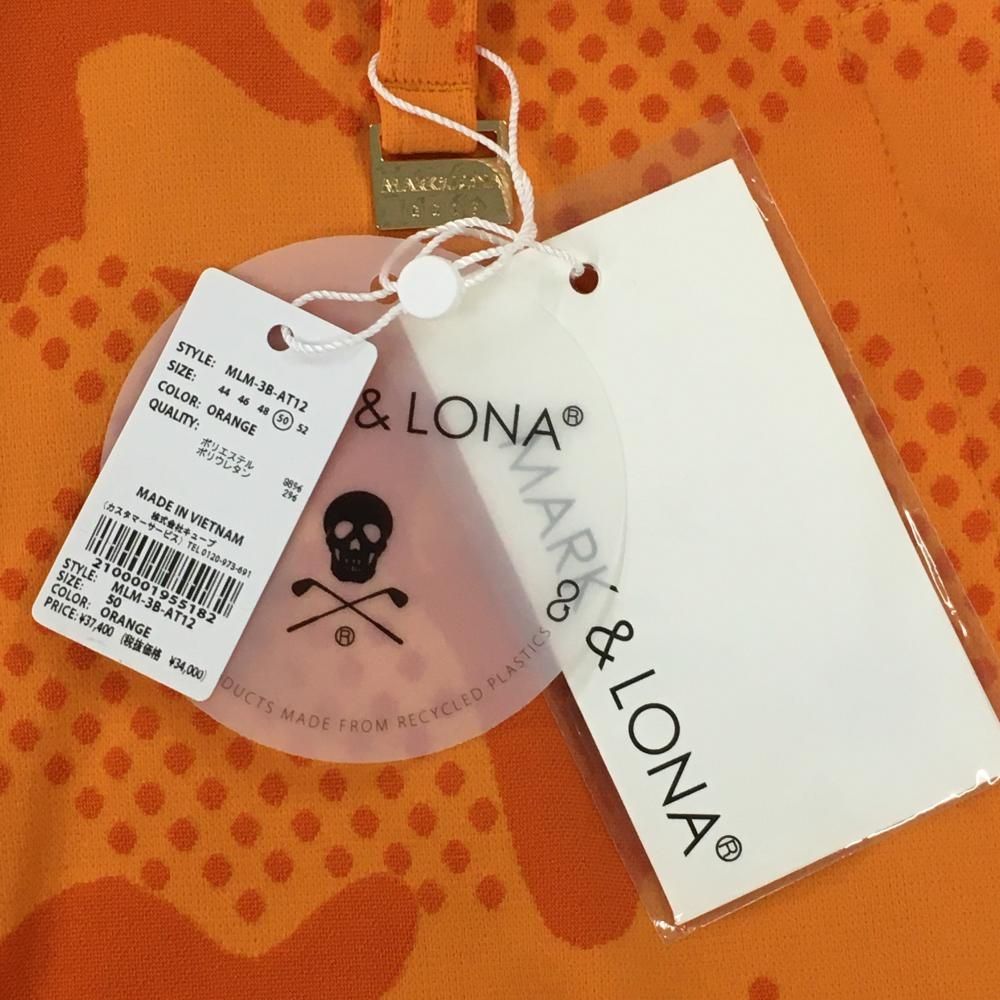 MARK & LONA
STYLE: MLM-3B-AT12
SIZE: 44 46 48 50 52
COLOR: ORANGE
QUALITY:
ポリエステル 98%
ポリウレタン 2%
MADE IN VIETNAM
株式会社キューブ
(カスタマーサービス) TEL 0120-973-691
2100001955182
STYLE: MLM-3B-AT12
SIZE: 50
COLOR: ORANGE
PRICE: ¥37,400 (税抜価格 ¥34,000)
& LONA®
®
DUCTS MADE FROM RECYCLED PLASTICS
MARK
& LONA®